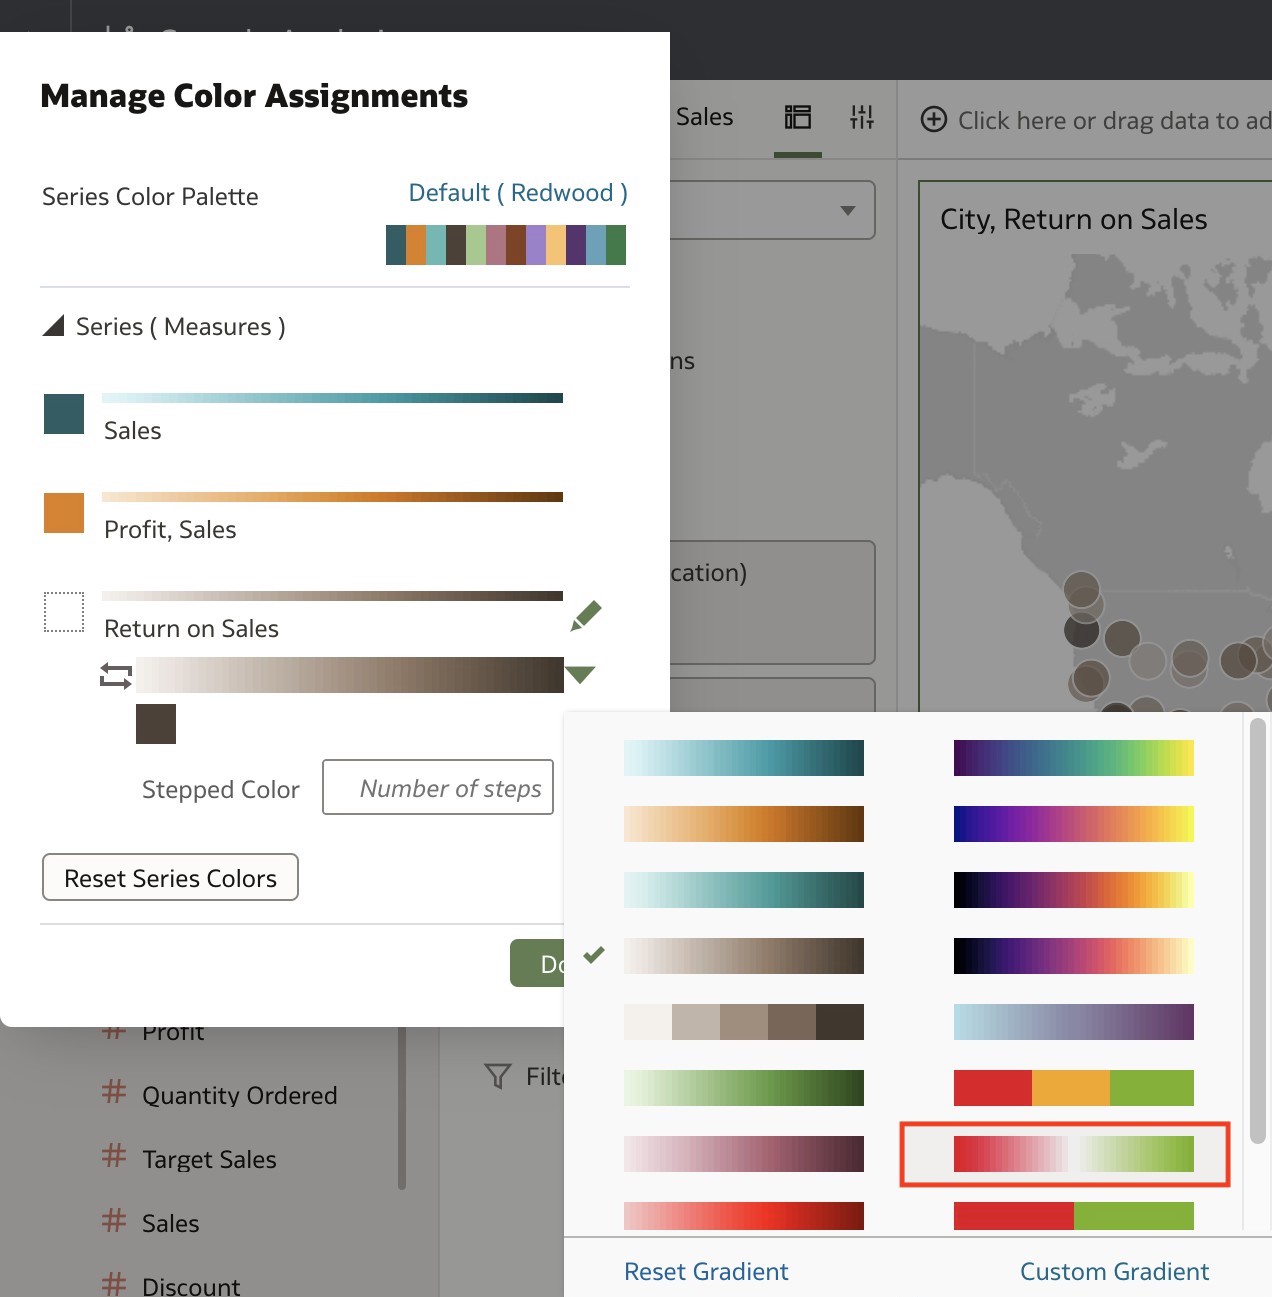 Manage Color Assignments
Series Color Palette
Default ( Redwood )
Series ( Measures )
Sales
Profit, Sales
Return on Sales
Stepped Color
Number of steps
Reset Series Colors
Sales
Click here or drag data to ad
City, Return on Sales
ns
cation)
Reset Gradient
Custom Gradient
Profit
Quantity Ordered
Target Sales
Sales
Discount